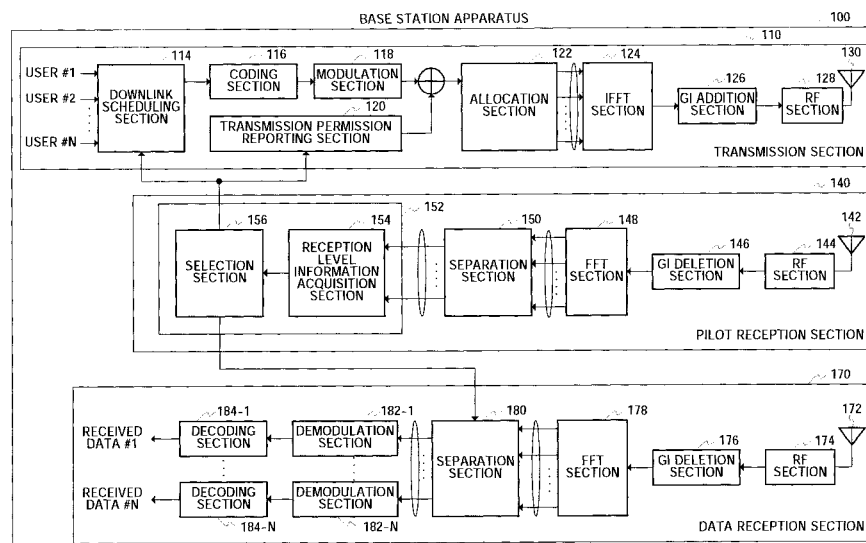 BASE STATION APPARATUS
100
110
114
116
118
122
124
130
USER #1
USER #2
USER #N
DOWNLINK
SCHEDULING
SECTION
CODING
SECTION
MODULATION
SECTION
120
TRANSMISSION PERMISSION
REPORTING SECTION
ALLOCATION
SECTION
IFFT
SECTION
126
GI ADDITION
SECTION
128
RF
SECTION
TRANSMISSION SECTION
140
152
156
154
150
148
142
SELECTION
SECTION
RECEPTION
LEVEL
INFORMATION
ACQUISITION
SECTION
SEPARATION
SECTION
FFT
SECTION
146
GI DELETION
SECTION
144
RF
SECTION
PILOT RECEPTION SECTION
170
184-1
182-1
180
178
172
RECEIVED
DATA #1
DECODING
SECTION
DEMODULATION
SECTION
SEPARATION
SECTION
FFT
SECTION
176
GI DELETION
SECTION
174
RF
SECTION
RECEIVED
DATA #N
DECODING
SECTION
DEMODULATION
SECTION
184-N
182-N
DATA RECEPTION SECTION